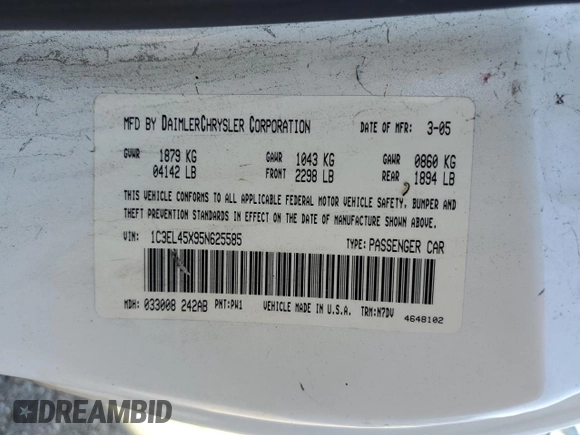 MFD BY DAIMLERCHRYSLER CORPORATION DATE OF MFR: 3-05
GVWR 1879 KG GAWR 1043 KG GAWR 0860 KG
04142 LB FRONT 2298 LB REAR 1894 LB
THIS VEHICLE CONFORMS TO ALL APPLICABLE FEDERAL MOTOR VEHICLE SAFETY, BUMPER AND
THEFT PREVENTION STANDARDS IN EFFECT ON THE DATE OF MANUFACTURE SHOWN ABOVE.
VIN: 1C3EL45X95N625585 TYPE: PASSENGER CAR
MDH: 033008 242AB PNT: PW1 VEHICLE MADE IN U.S.A. TRM: N7DV
4648102
DREAMBID